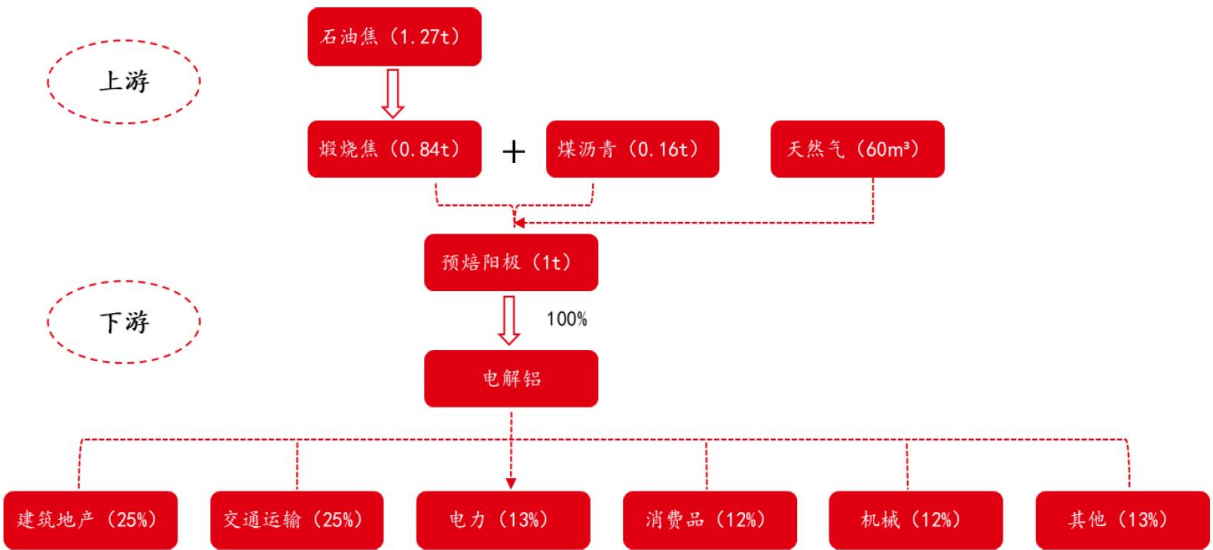 石油焦（1.27t）
上游
煅烧焦（0.84t）
+
煤沥青（0.16t）
天然气（60m³）
预焙阳极（1t）
下游
100%
电解铝
建筑地产（25%）
交通运输（25%）
电力（13%）
消费品（12%）
机械（12%）
其他（13%）